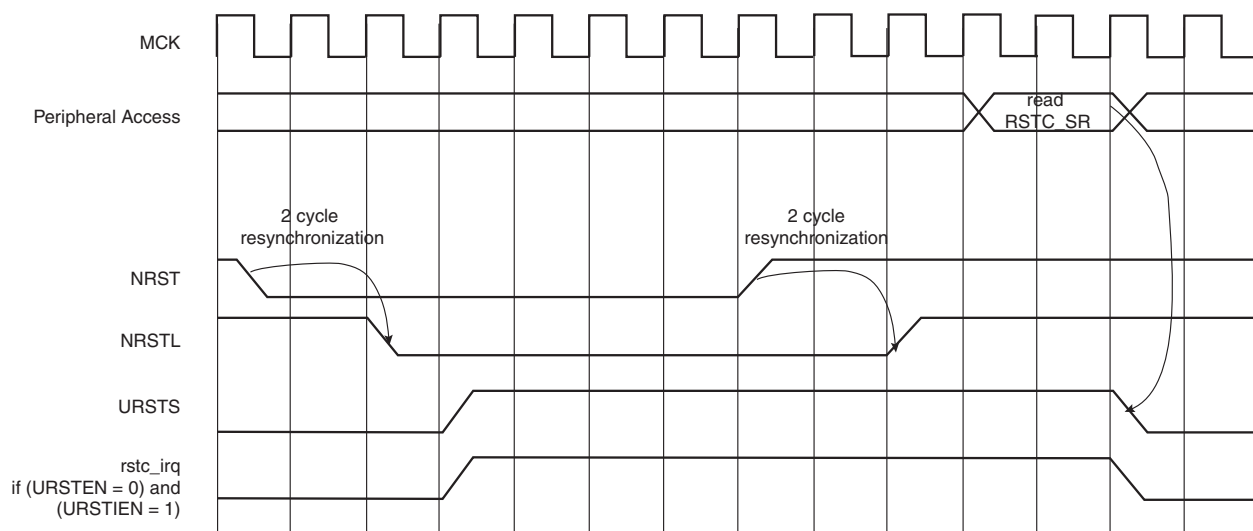 MCK
Peripheral Access
read
RSTC_SR
2 cycle
resynchronization
2 cycle
resynchronization
NRST
NRSTL
URSTS
rstc_irq
if (URSTEN = 0) and
(URSTIEN = 1)